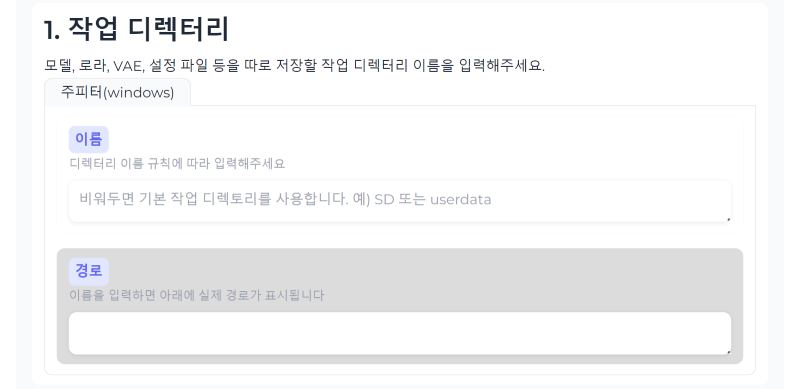 1. 작업 디렉터리
모델, 로라, VAE, 설정 파일 등을 따로 저장할 작업 디렉터리 이름을 입력해주세요.
주피터(windows)
이름
디렉터리 이름 규칙에 따라 입력해주세요
비워두면 기본 작업 디렉토리를 사용합니다. 예) SD 또는 userdata
경로
이름을 입력하면 아래에 실제 경로가 표시됩니다